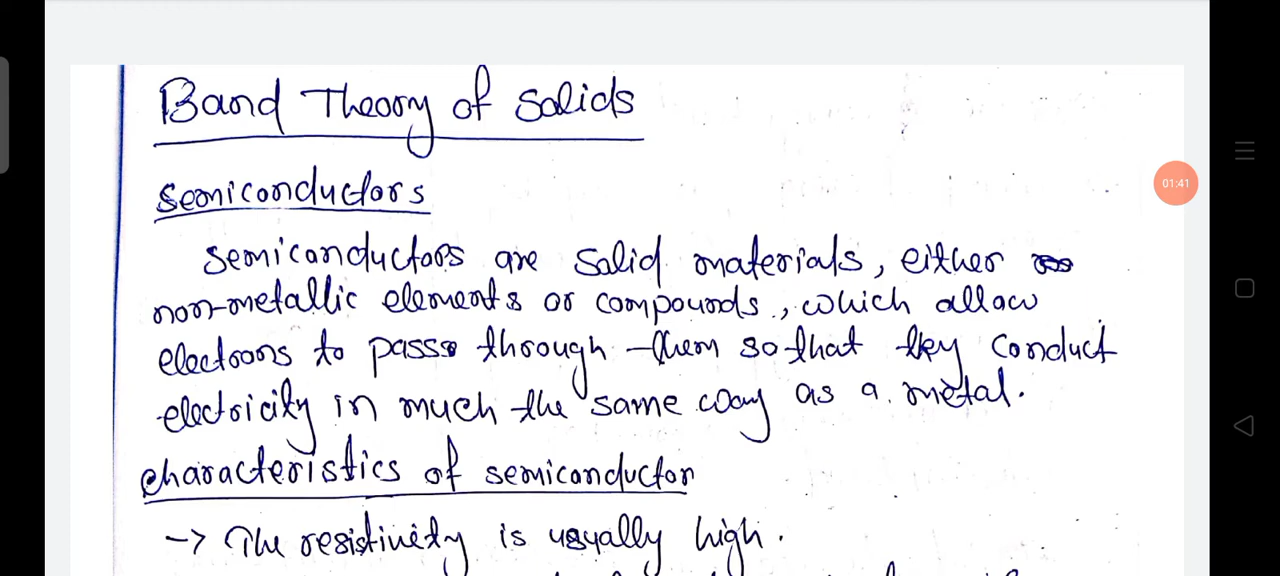 Band Theory of Solids
Semiconductors
01:41
Semiconductors are solid materials, either
non-metallic elements or compounds, which allow
electrons to pass through them so that they conduct
electricity in much the same way as a metal.
characteristics of semiconductor
-> The resistivity is usually high.